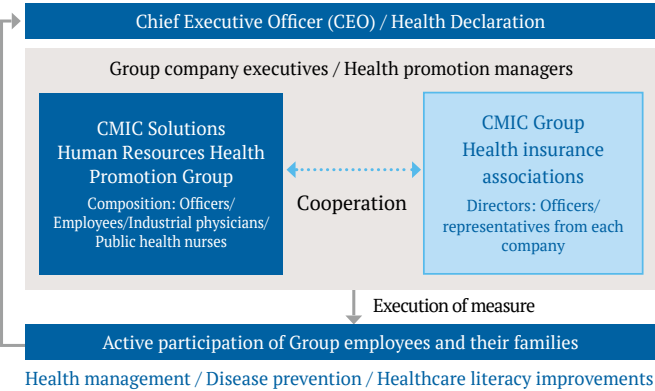 Chief Executive Officer (CEO) / Health Declaration
Group company executives / Health promotion managers
CMIC Solutions
Human Resources Health
Promotion Group
Composition: Officers/
Employees/Industrial physicians/
Public health nurses
Cooperation
CMIC Group
Health insurance
associations
Directors: Officers/
representatives from each
company
Execution of measure
Active participation of Group employees and their families
Health management / Disease prevention / Healthcare literacy improvements